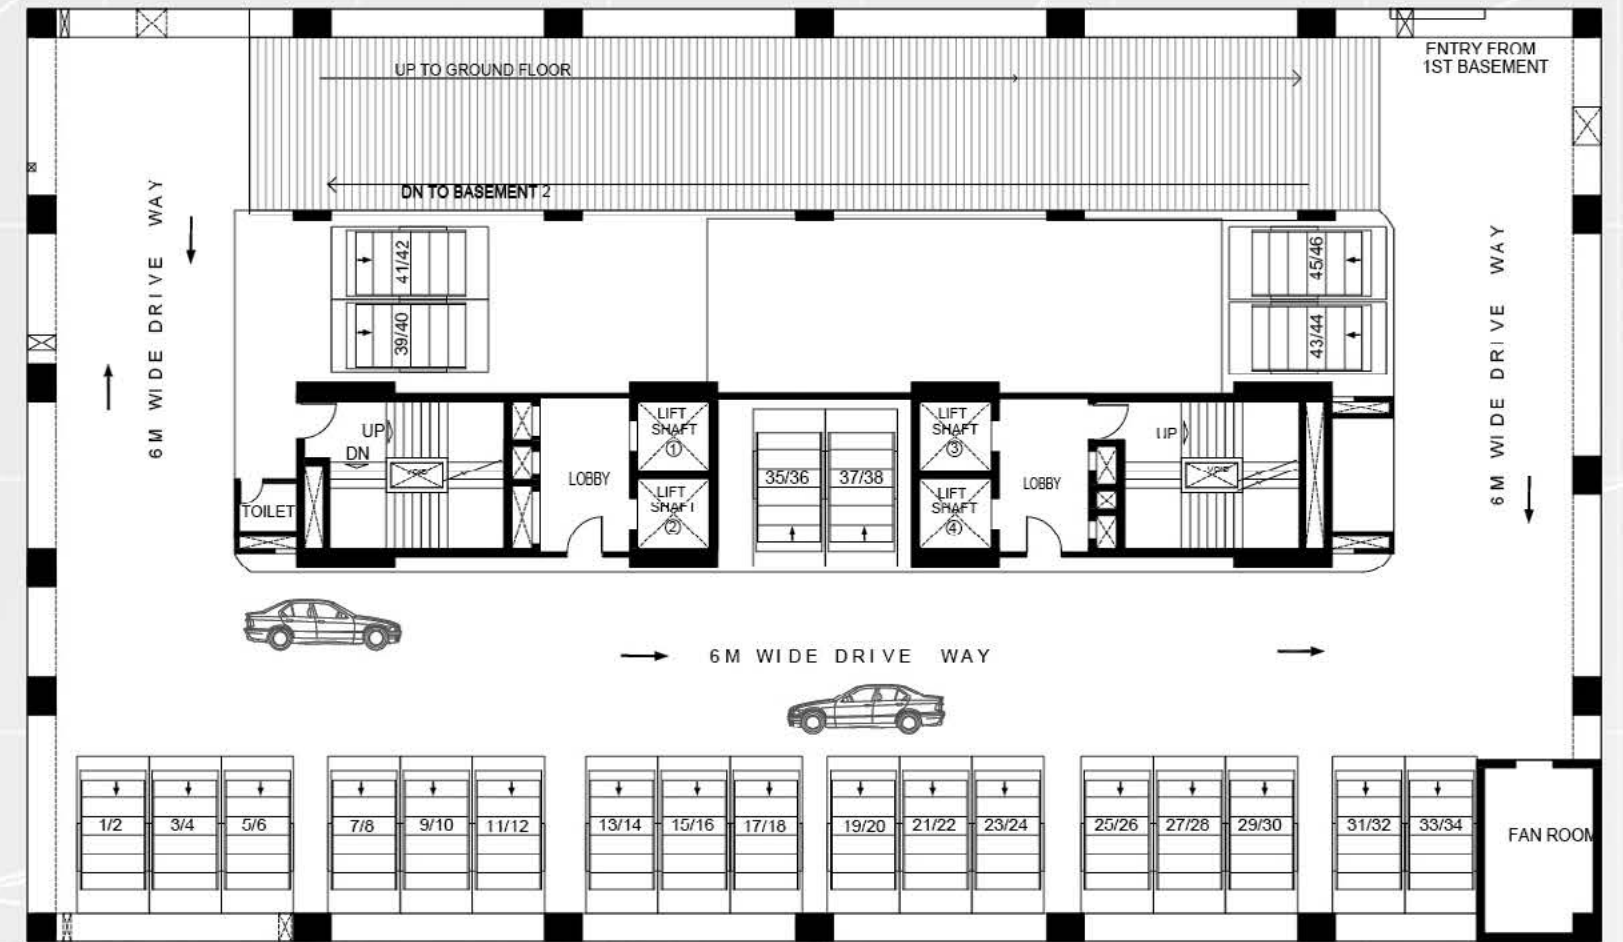 ENTRY FROM
1ST BASEMENT
UP TO GROUND FLOOR
DN TO BASEMENT 2
6M WIDE DRIVE WAY
41/42
39/40
45/46
43/44
6M WIDE DRIVE WAY
UP
DN
TOILET
LOBBY
LIFT
SHAFT
1
LIFT
SHAFT
2
35/36
37/38
LIFT
SHAFT
3
LIFT
SHAFT
4
LOBBY
UP
6M WIDE DRIVE WAY
1/2
3/4
5/6
7/8
9/10
11/12
13/14
15/16
17/18
19/20
21/22
23/24
25/26
27/28
29/30
31/32
33/34
FAN ROOM